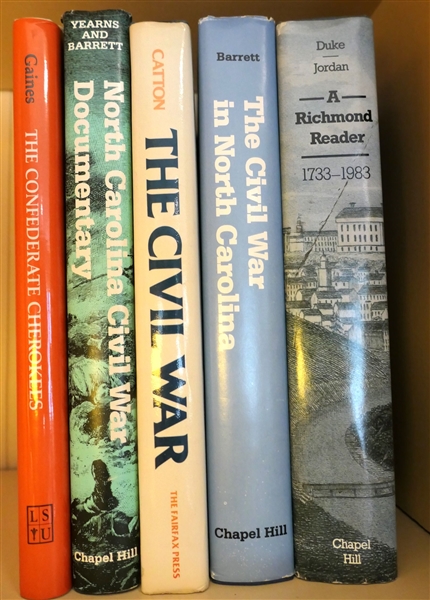 Gaines
THE CONFEDERATE CHEROKEES
L S
U
YEARNS
AND
BARRETT
North Carolina Civil War
Documentary
Chapel Hill
CATTON
THE CIVIL WAR
THE FAIRFAX PRESS
Barrett
The Civil War
in North Carolina
Chapel Hill
Duke
Jordan
A
Richmond
Reader
1733-1983
Chapel
Hill